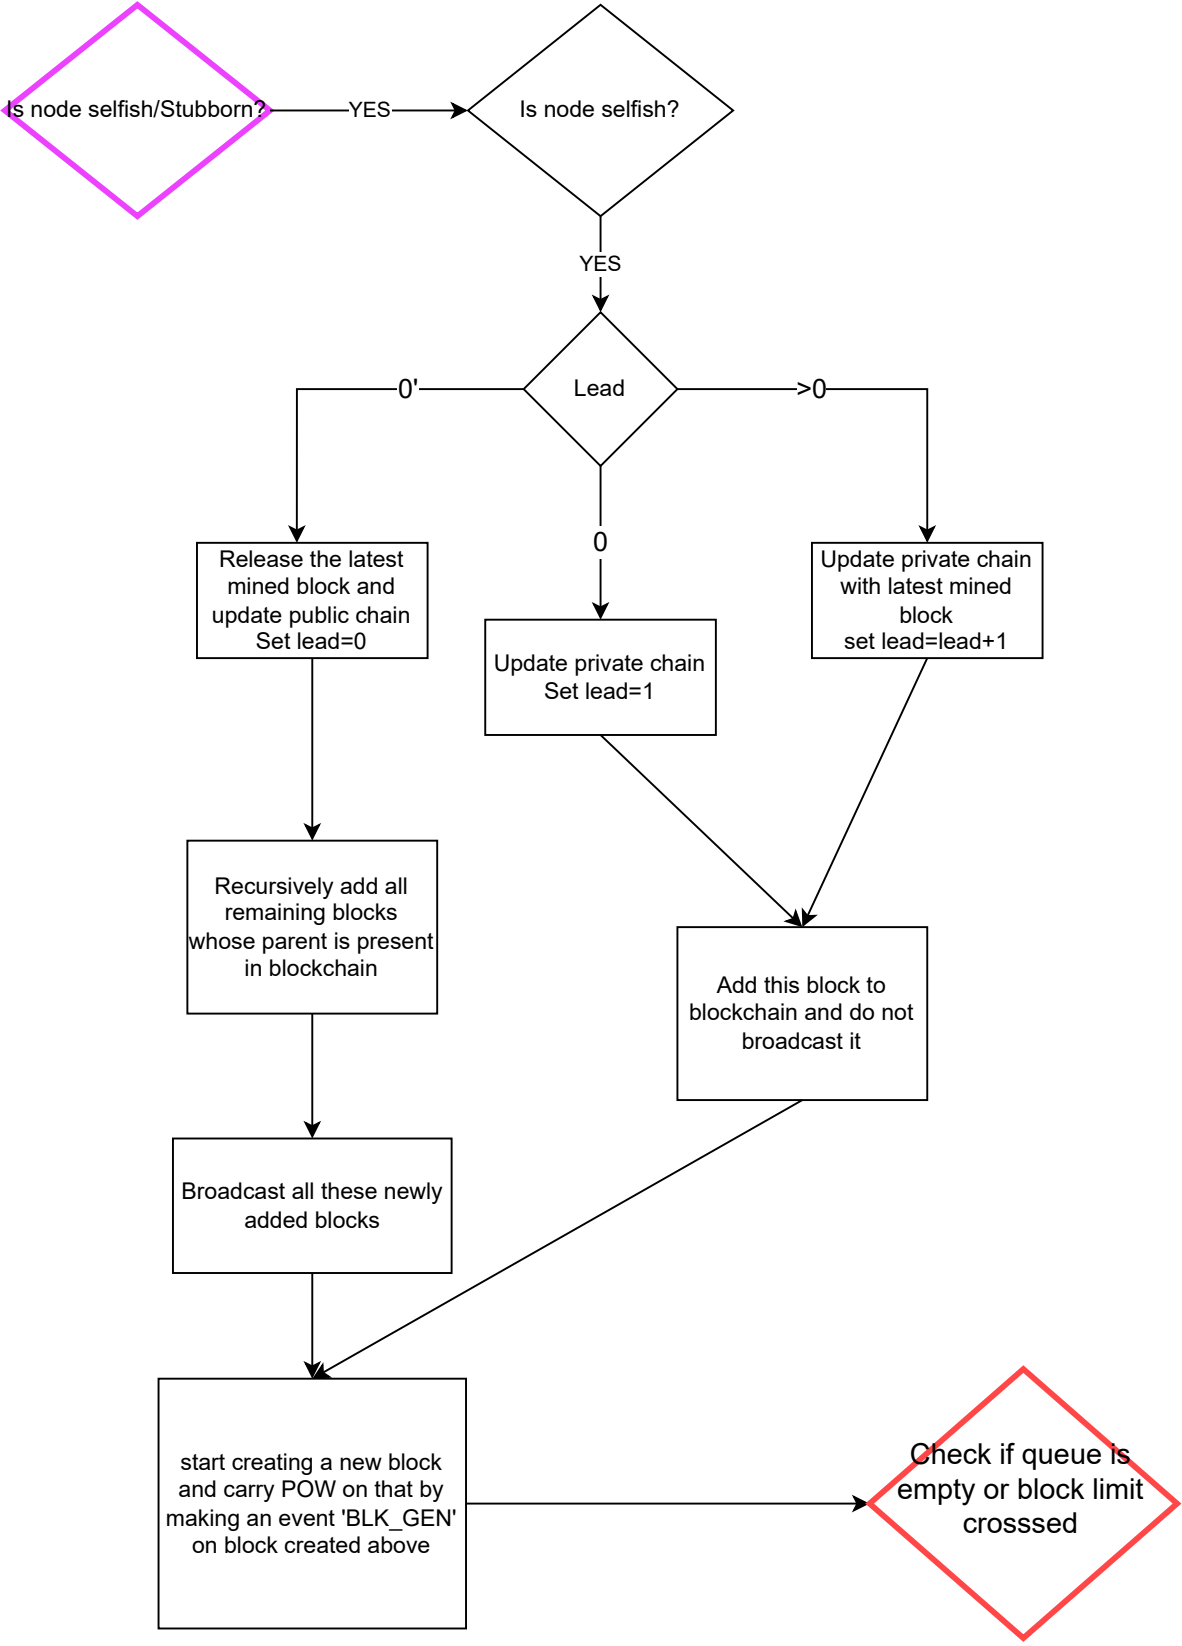 Is node selfish/Stubborn?
YES
Is node selfish?
YES
Lead
0'
>0
0
Release the latest
mined block and
update public chain
Set lead=0
Update private chain
Set lead=1
Update private chain
with latest mined
block
set lead=lead+1
Recursively add all
remaining blocks
whose parent is present
in blockchain
Add this block to
blockchain and do not
broadcast it
Broadcast all these newly
added blocks
start creating a new block
and carry POW on that by
making an event 'BLK_GEN'
on block created above
Check if queue is
empty or block limit
crosssed